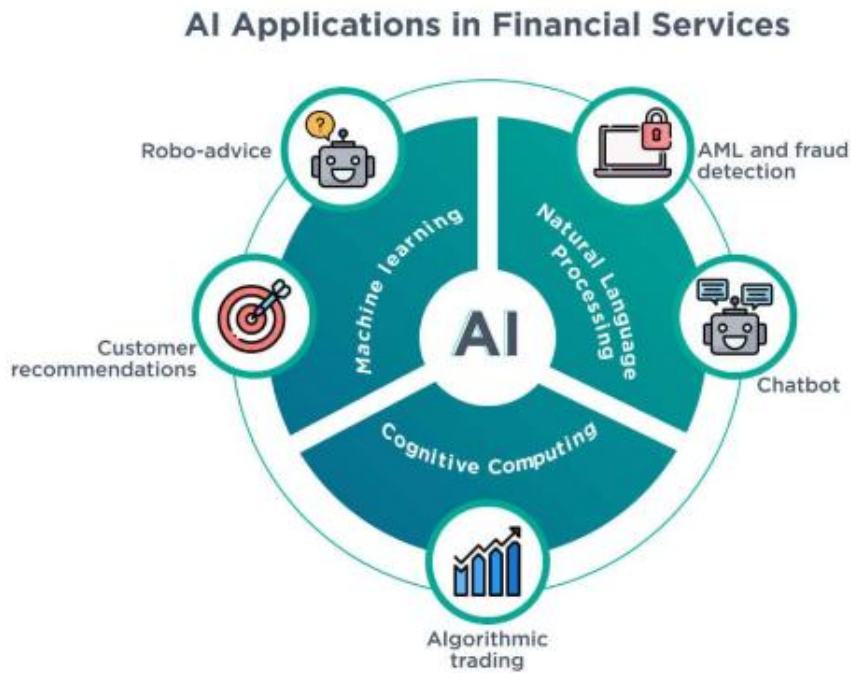 AI Applications in Financial Services
Robo-advice
?
AML and fraud
detection
Machine learning
Natural Language
Processing
AI
Customer
recommendations
Chatbot
Cognitive Computing
Algorithmic
trading